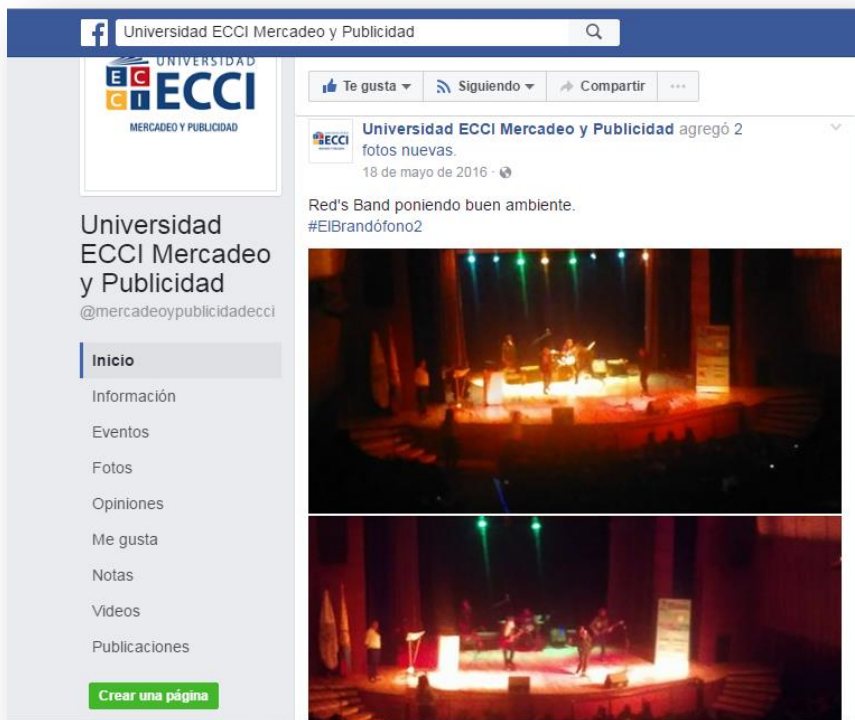 Universidad ECCI Mercadeo y Publicidad
UNIVERSIDAD
ECCI ECCI
MERCADEO Y PUBLICIDAD
Universidad
ECCI Mercadeo
y Publicidad
@mercadeoypublicidadecci
Inicio
Información
Eventos
Fotos
Opiniones
Me gusta
Notas
Videos
Publicaciones
Crear una página
Te gusta
Siguiendo
Compartir
ECCI
Universidad ECCI Mercadeo y Publicidad agregó 2
fotos nuevas.
18 de mayo de 2016 ·
Red's Band poniendo buen ambiente.
#ElBrandófono2